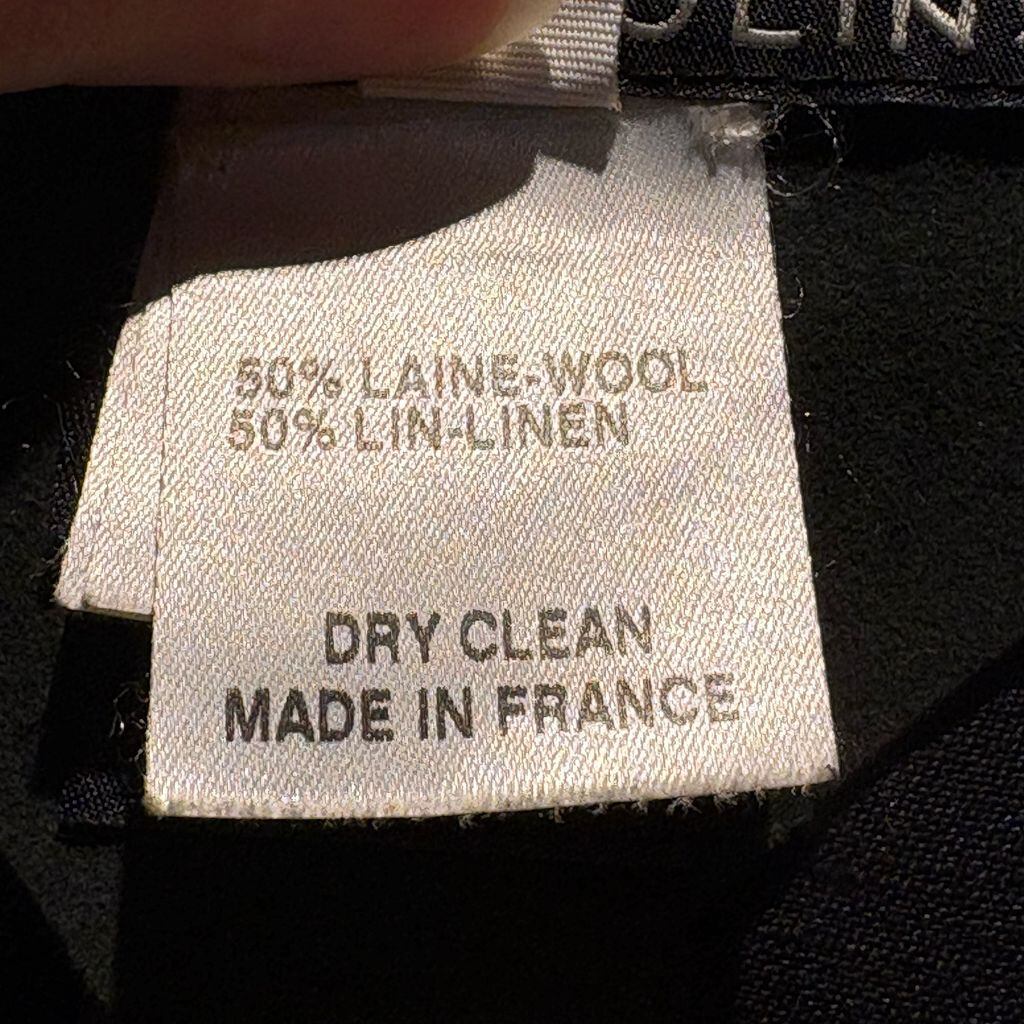 50% LAINE-WOOL
50% LIN-LINEN
DRY CLEAN
MADE IN FRANCE